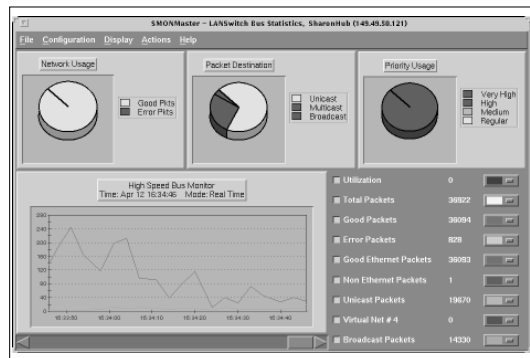 SMONMaster – LANSwitch Bus Statistics, SharonHub (149.49.50.121)
File Configuration Display Actions Help
Network Usage
Good Pkts
Error Pkts
Packet Destination
Unicast
Multicast
Broadcast
Priority Usage
Very High
High
Medium
Regular
High Speed Bus Monitor
Time: Apr 12 16:34:46 Mode: Real Time
280
240
200
160
120
80
40
0
16:33:50 16:34:00 16:34:10 16:34:20 16:34:30 16:34:40
Utilization 0
Total Packets 36922
Good Packets 36094
Error Packets 828
Good Ethernet Packets 36093
Non Ethernet Packets 1
Unicast Packets 19670
Virtual Net # 4 0
Broadcast Packets 14330